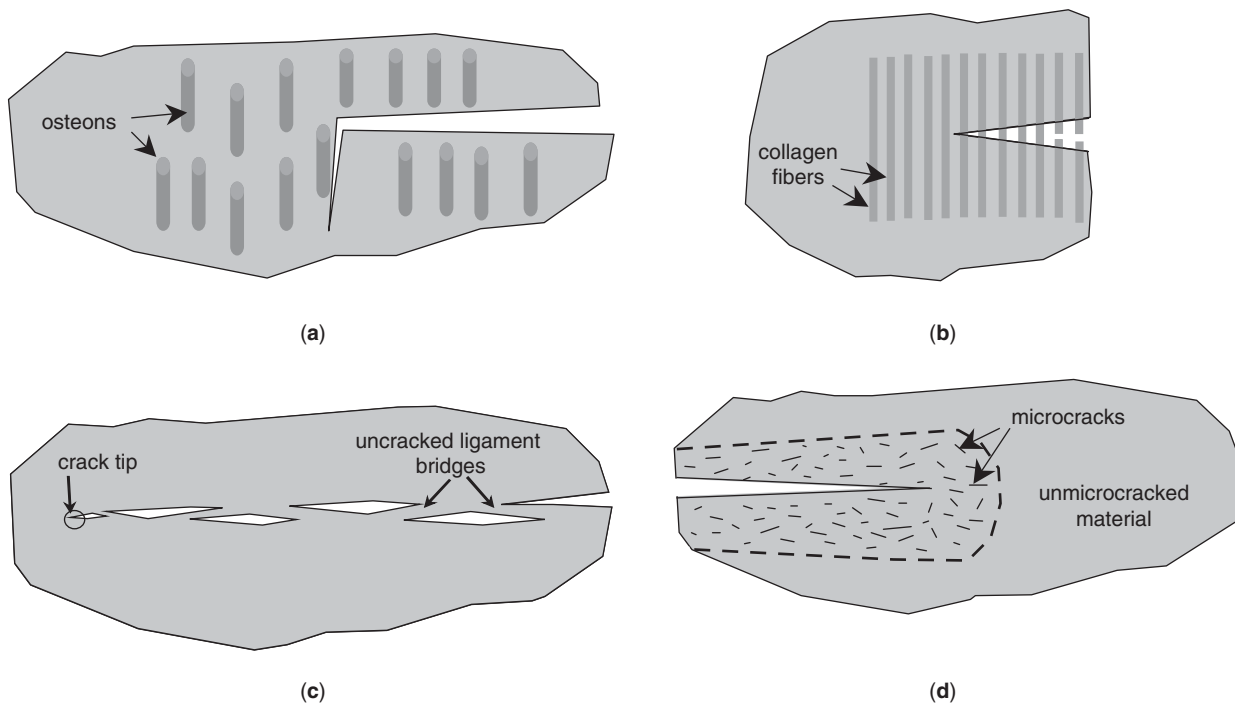 osteons
(a)
collagen
fibers
(b)
crack tip
uncracked ligament
bridges
(c)
microcracks
unmicrocracked
material
(d)